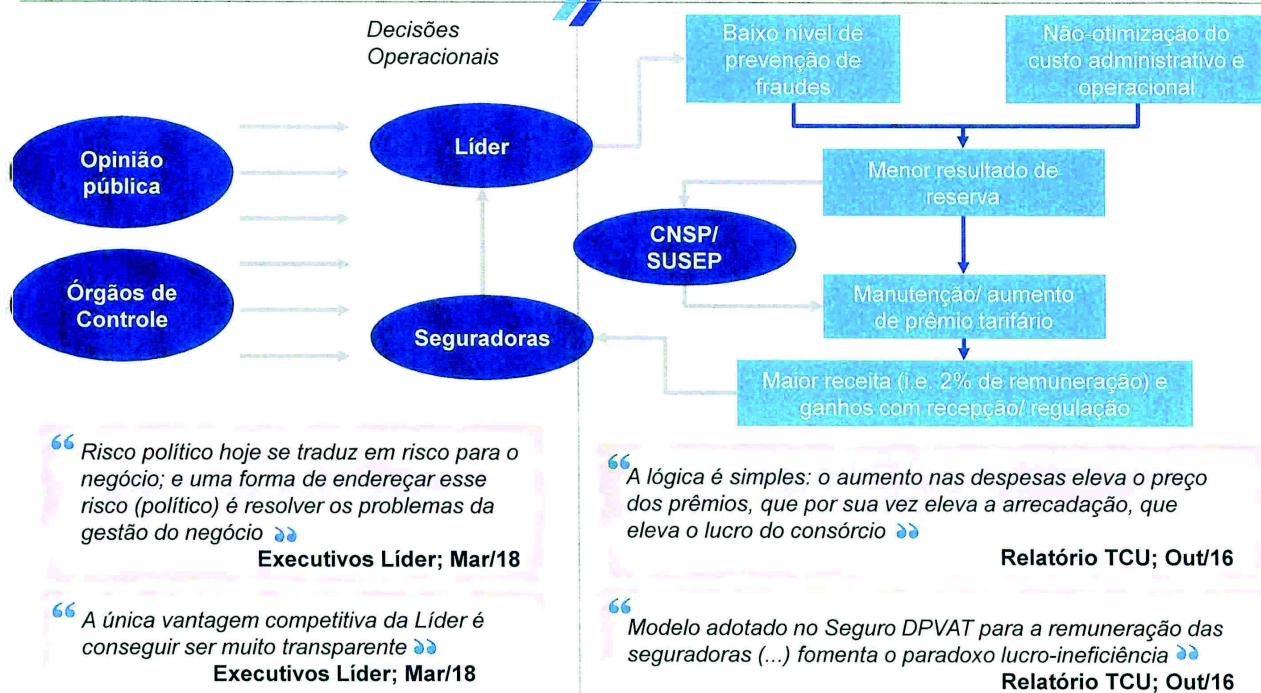 Decisões
Operacionais
Opinião
pública
Órgãos de
Controle
Líder
Seguradoras
CNSP/
SUSEP
Baixo nível de
prevenção de
fraudes
Não-otimização do
custo administrativo e
operacional
Menor resultado de
reserva
Manutenção/ aumento
de prêmio tarifário
Maior receita (i.e. 2% de remuneração) e
ganhos com recepção/ regulação
“ Risco político hoje se traduz em risco para o
negócio; e uma forma de endereçar esse
risco (político) é resolver os problemas da
gestão do negócio ”
Executivos Líder; Mar/18
“ A única vantagem competitiva da Líder é
conseguir ser muito transparente ”
Executivos Líder; Mar/18
“ A lógica é simples: o aumento nas despesas eleva o preço
dos prêmios, que por sua vez eleva a arrecadação, que
eleva o lucro do consórcio ”
Relatório TCU; Out/16
“ Modelo adotado no Seguro DPVAT para a remuneração das
seguradoras (...) fomenta o paradoxo lucro-ineficiência ”
Relatório TCU; Out/16